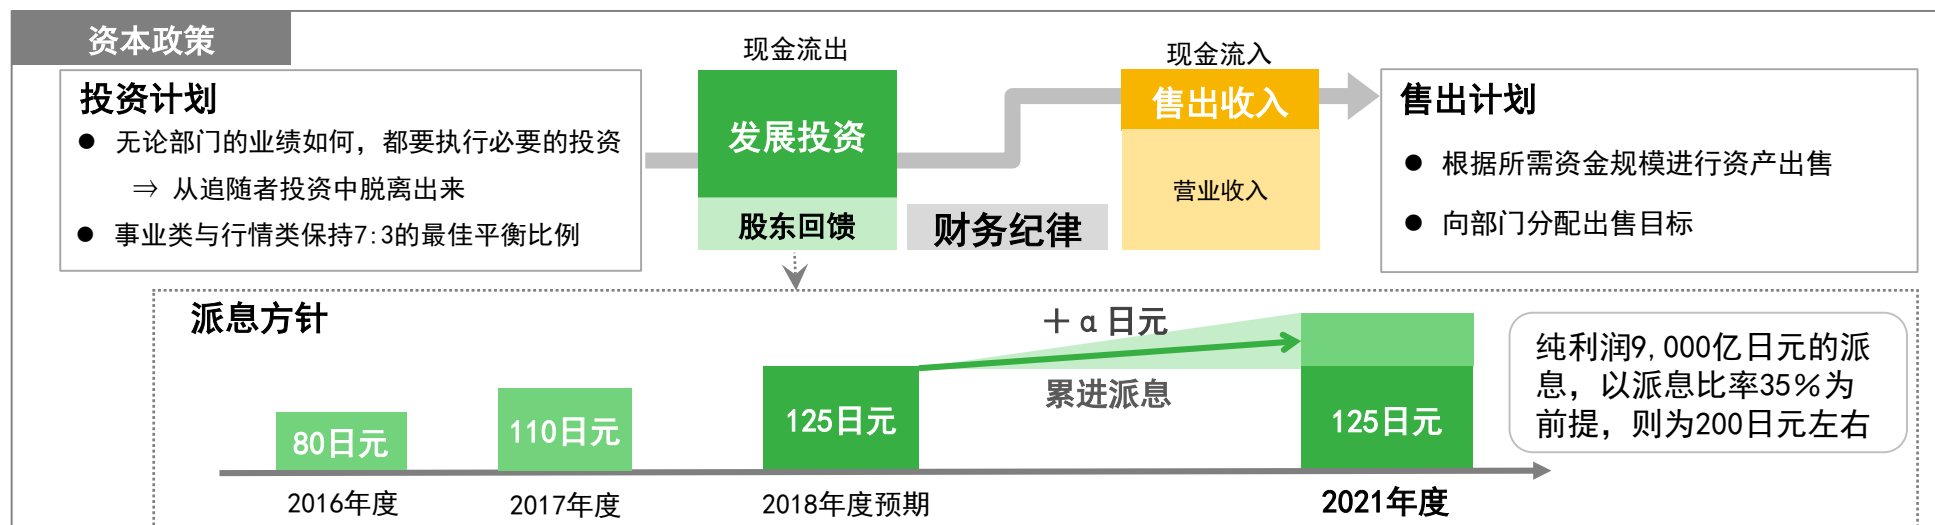 资本政策
投资计划
● 无论部门的业绩如何，都要执行必要的投资
⇒ 从追随者投资中脱离出来
● 事业类与行情类保持7:3的最佳平衡比例
现金流出
发展投资
股东回馈
财务纪律
现金流入
售出收入
营业收入
售出计划
● 根据所需资金规模进行资产出售
● 向部门分配出售目标
派息方针
＋α日元
累进派息
80日元
110日元
125日元
125日元
2016年度
2017年度
2018年度预期
2021年度
纯利润9,000亿日元的派
息，以派息比率35％为
前提，则为200日元左右